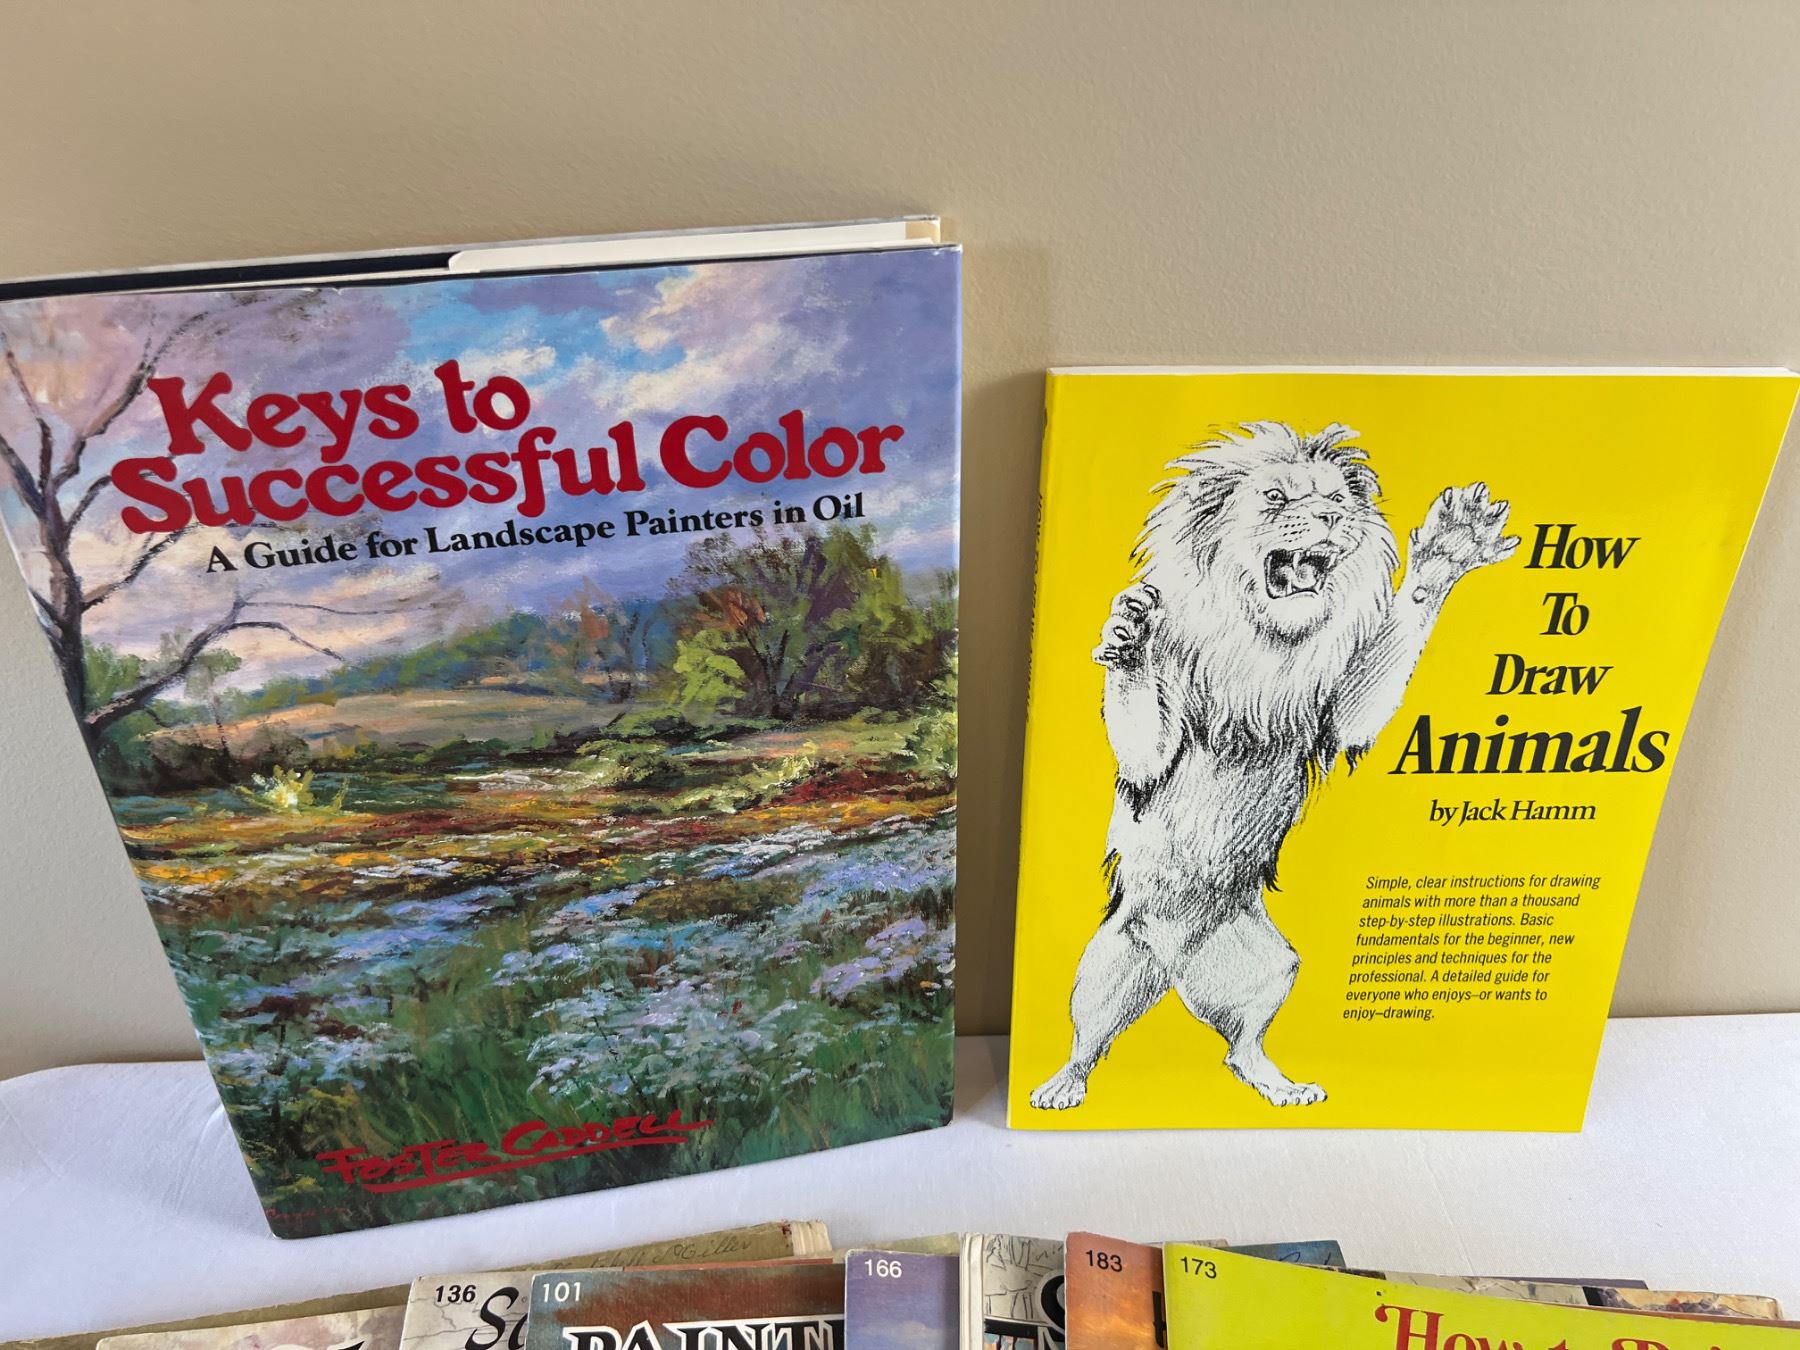 Keys to
Successful Color
A Guide for Landscape Painters in Oil
FOSTER CADDELL
How
To
Draw
Animals
by Jack Hamm
Simple, clear instructions for drawing
animals with more than a thousand
step-by-step illustrations. Basic
fundamentals for the beginner, new
principles and techniques for the
professional. A detailed guide for
everyone who enjoys—or wants to
enjoy—drawing.
136
101
166
183
173
How to